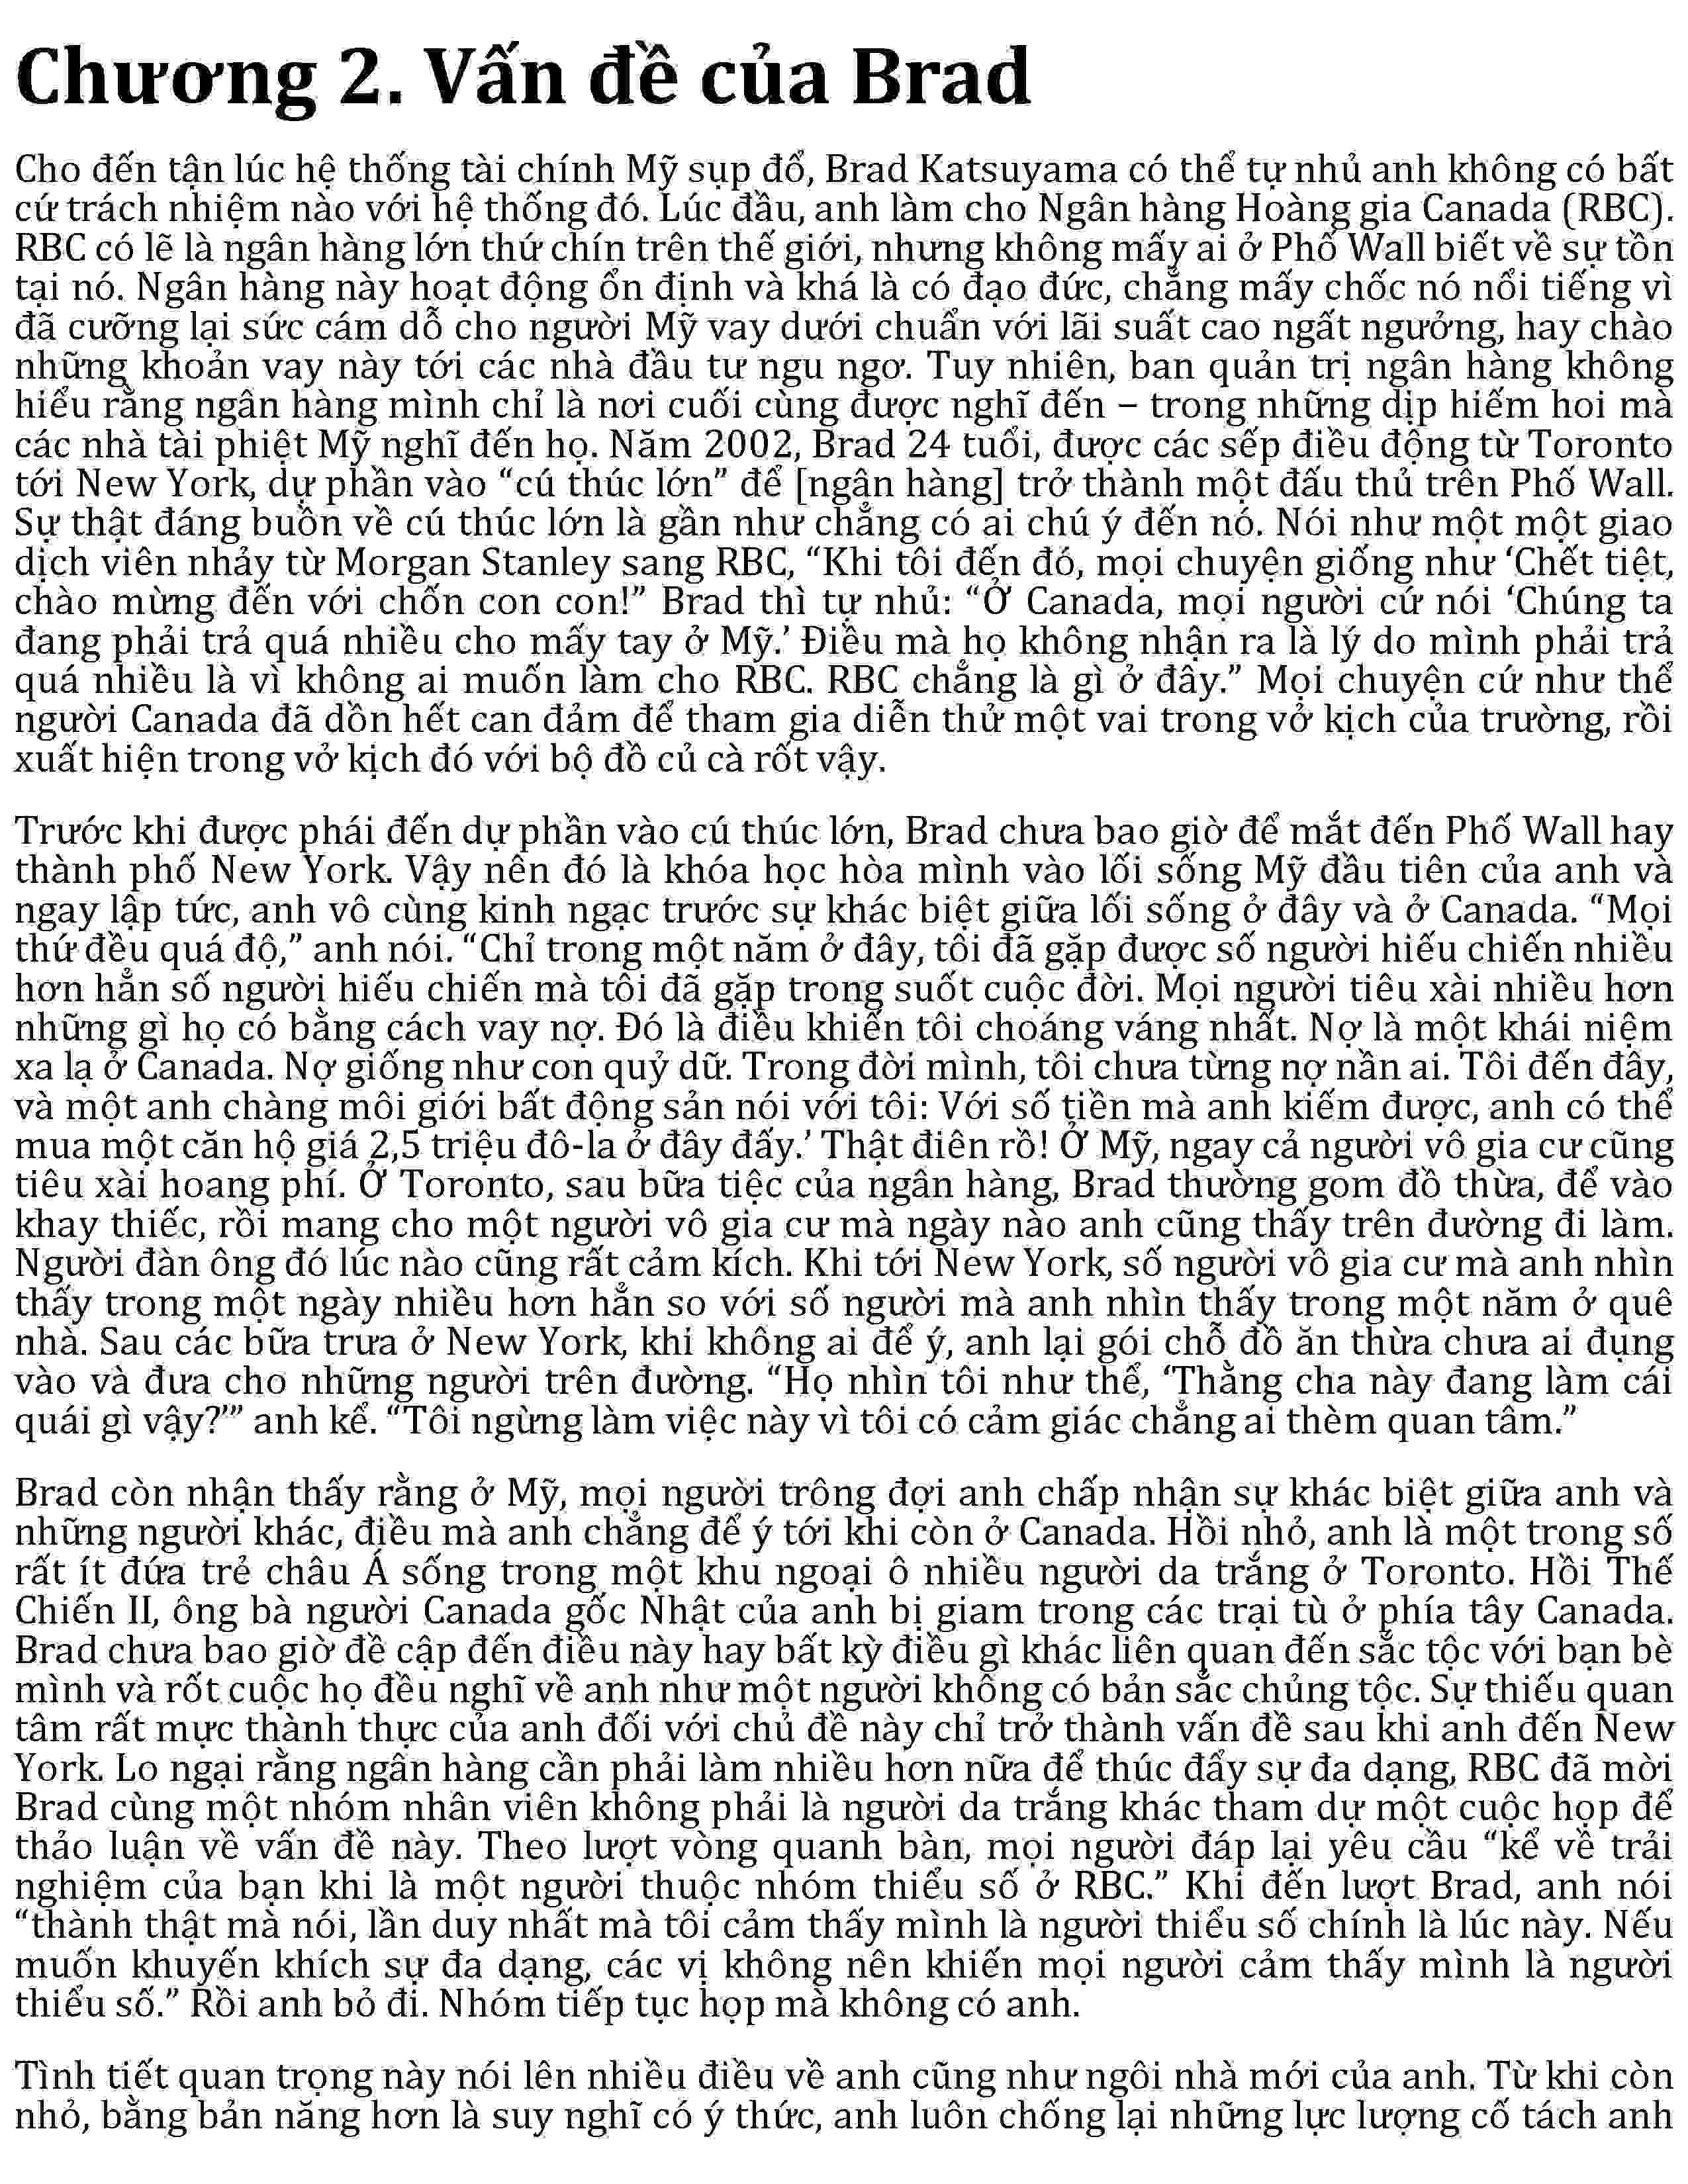 Chương 2. Vấn đề của Brad
Cho đến tận lúc hệ thống tài chính Mỹ sụp đổ, Brad Katsuyama có thể tự nhủ anh không có bất
cứ trách nhiệm nào với hệ thống đó. Lúc đầu, anh làm cho Ngân hàng Hoàng gia Canada (RBC).
RBC có lẽ là ngân hàng lớn thứ chín trên thế giới, nhưng không mấy ai ở Phố Wall biết về sự tồn
tại nó. Ngân hàng này hoạt động ổn định và khá là có đạo đức, chẳng mấy chốc nó nổi tiếng vì
đã cưỡng lại sức cám dỗ cho người Mỹ vay dưới chuẩn với lãi suất cao ngất ngưởng, hay chào
những khoản vay này tới các nhà đầu tư ngu ngơ. Tuy nhiên, ban quản trị ngân hàng không
hiểu rằng ngân hàng mình chỉ là nơi cuối cùng được nghĩ đến – trong những dịp hiếm hoi mà
các nhà tài phiệt Mỹ nghĩ đến họ. Năm 2002, Brad 24 tuổi, được các sếp điều động từ Toronto
tới New York, dự phần vào “cú thúc lớn” để [ngân hàng] trở thành một đấu thủ trên Phố Wall.
Sự thật đáng buồn về cú thúc lớn là gần như chẳng có ai chú ý đến nó. Nói như một một giao
dịch viên nhảy từ Morgan Stanley sang RBC, “Khi tôi đến đó, mọi chuyện giống như ‘Chết tiệt,
chào mừng đến với chốn con con!” Brad thì tự nhủ: “Ở Canada, mọi người cứ nói ‘Chúng ta
đang phải trả quá nhiều cho mấy tay ở Mỹ.’ Điều mà họ không nhận ra là lý do mình phải trả
quá nhiều là vì không ai muốn làm cho RBC. RBC chẳng là gì ở đây.” Mọi chuyện cứ như thể
người Canada đã dồn hết can đảm để tham gia diễn thử một vai trong vở kịch của trường, rồi
xuất hiện trong vở kịch đó với bộ đồ củ cà rốt vậy.
Trước khi được phái đến dự phần vào cú thúc lớn, Brad chưa bao giờ để mắt đến Phố Wall hay
thành phố New York. Vậy nên đó là khóa học hòa mình vào lối sống Mỹ đầu tiên của anh và
ngay lập tức, anh vô cùng kinh ngạc trước sự khác biệt giữa lối sống ở đây và ở Canada. “Mọi
thứ đều quá độ,” anh nói. “Chỉ trong một năm ở đây, tôi đã gặp được số người hiếu chiến nhiều
hơn hẳn số người hiếu chiến mà tôi đã gặp trong suốt cuộc đời. Mọi người tiêu xài nhiều hơn
những gì họ có bằng cách vay nợ. Đó là điều khiến tôi choáng váng nhất. Nợ là một khái niệm
xa lạ ở Canada. Nợ giống như con quỷ dữ. Trong đời mình, tôi chưa từng nợ nần ai. Tôi đến đây,
và một anh chàng môi giới bất động sản nói với tôi: Với số tiền mà anh kiếm được, anh có thể
mua một căn hộ giá 2,5 triệu đô-la ở đây đấy.’ Thật điên rồ! Ở Mỹ, ngay cả người vô gia cư cũng
tiêu xài hoang phí. Ở Toronto, sau bữa tiệc của ngân hàng, Brad thường gom đồ thừa, để vào
khay thiếc, rồi mang cho một người vô gia cư mà ngày nào anh cũng thấy trên đường đi làm.
Người đàn ông đó lúc nào cũng rất cảm kích. Khi tới New York, số người vô gia cư mà anh nhìn
thấy trong một ngày nhiều hơn hẳn so với số người mà anh nhìn thấy trong một năm ở quê
nhà. Sau các bữa trưa ở New York, khi không ai để ý, anh lại gói chỗ đồ ăn thừa chưa ai đụng
vào và đưa cho những người trên đường. “Họ nhìn tôi như thể, ‘Thằng cha này đang làm cái
quái gì vậy?’” anh kể. “Tôi ngừng làm việc này vì tôi có cảm giác chẳng ai thèm quan tâm.”
Brad còn nhận thấy rằng ở Mỹ, mọi người trông đợi anh chấp nhận sự khác biệt giữa anh và
những người khác, điều mà anh chẳng để ý tới khi còn ở Canada. Hồi nhỏ, anh là một trong số
rất ít đứa trẻ châu Á sống trong một khu ngoại ô nhiều người da trắng ở Toronto. Hồi Thế
Chiến II, ông bà người Canada gốc Nhật của anh bị giam trong các trại tù ở phía tây Canada.
Brad chưa bao giờ đề cập đến điều này hay bất kỳ điều gì khác liên quan đến sắc tộc với bạn bè
mình và rốt cuộc họ đều nghĩ về anh như một người không có bản sắc chủng tộc. Sự thiếu quan
tâm rất mực thành thực của anh đối với chủ đề này chỉ trở thành vấn đề sau khi anh đến New
York. Lo ngại rằng ngân hàng cần phải làm nhiều hơn nữa để thúc đẩy sự đa dạng, RBC đã mời
Brad cùng một nhóm nhân viên không phải là người da trắng khác tham dự một cuộc họp để
thảo luận về vấn đề này. Theo lượt vòng quanh bàn, mọi người đáp lại yêu cầu “kể về trải
nghiệm của bạn khi là một người thuộc nhóm thiểu số ở RBC.” Khi đến lượt Brad, anh nói
“thành thật mà nói, lần duy nhất mà tôi cảm thấy mình là người thiểu số chính là lúc này. Nếu
muốn khuyến khích sự đa dạng, các vị không nên khiến mọi người cảm thấy mình là người
thiểu số.” Rồi anh bỏ đi. Nhóm tiếp tục họp mà không có anh.
Tình tiết quan trọng này nói lên nhiều điều về anh cũng như ngôi nhà mới của anh. Từ khi còn
nhỏ, bằng bản năng hơn là suy nghĩ có ý thức, anh luôn chống lại những lực lượng cố tách anh